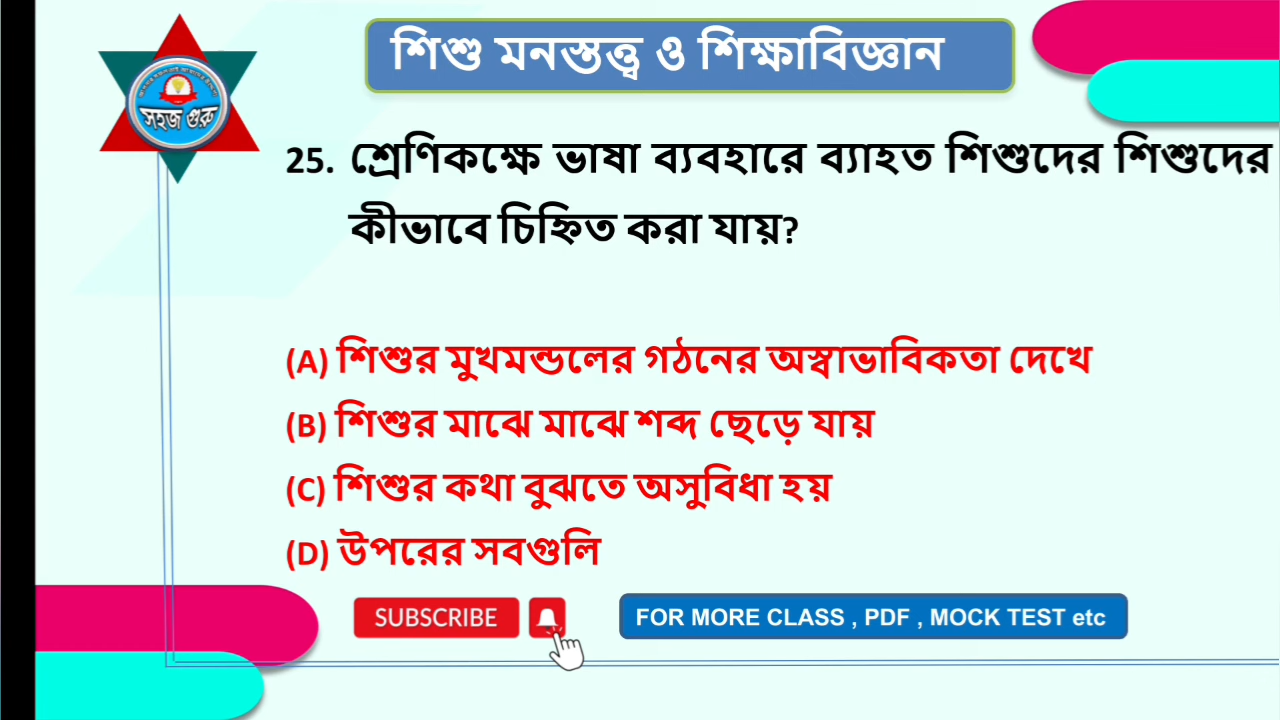 শিশু মনস্তত্ত্ব ও শিক্ষাবিজ্ঞান
সহজ গুরু
25. শ্রেণিকক্ষে ভাষা ব্যবহারে ব্যাহত শিশুদের শিশুদের
কীভাবে চিহ্নিত করা যায়?
(A) শিশুর মুখমন্ডলের গঠনের অস্বাভাবিকতা দেখে
(B) শিশুর মাঝে মাঝে শব্দ ছেড়ে যায়
(C) শিশুর কথা বুঝতে অসুবিধা হয়
(D) উপরের সবগুলি
SUBSCRIBE
FOR MORE CLASS , PDF , MOCK TEST etc